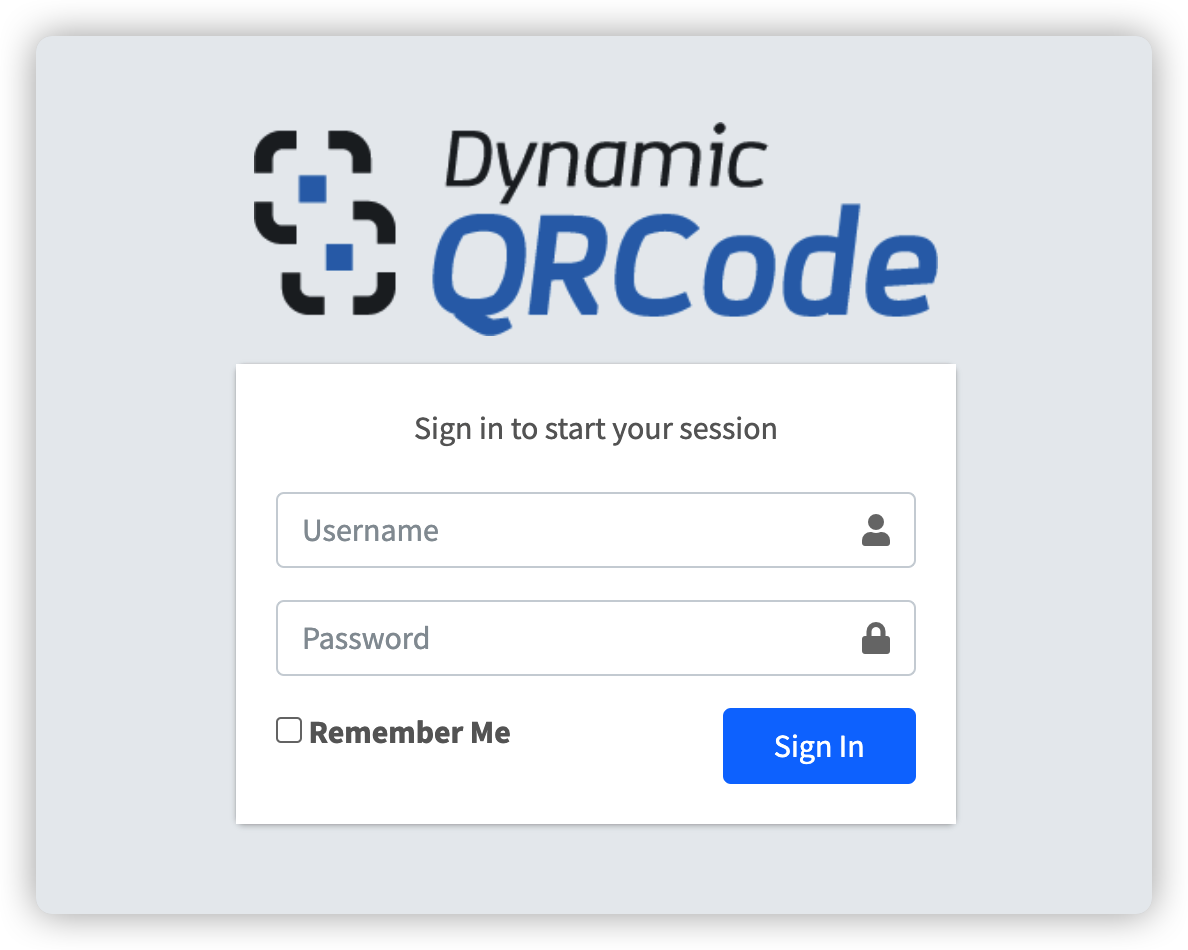 Dynamic
QRCode
Sign in to start your session
Username
Password
Remember Me
Sign In